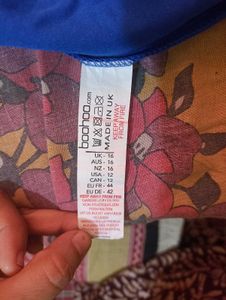 boohoo.com
MADE IN UK
KEEP AWAY
FROM FIRE
UK - 16
AUS - 16
NZ - 16
USA - 12
CAN - 12
EU FR - 44
EU DE - 42
KEEP AWAY FROM FIRE